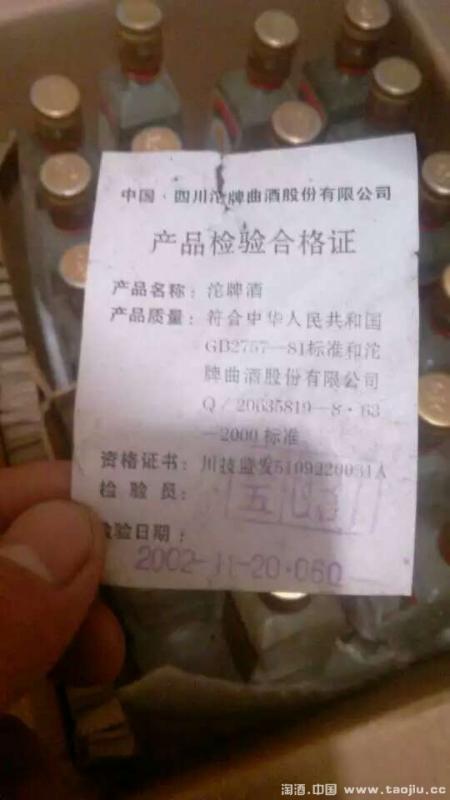 中国·四川沱牌曲酒股份有限公司
产品检验合格证
产品名称：沱牌酒
产品质量：符合中华人民共和国
GB2757—81标准和沱
牌曲酒股份有限公司
Q/20635819—8·63
—2000 标准
资格证书：川技监发5109220031A
检验员：五
检验日期：
2002-11-20·060
淘酒.中国 www.taojiu.cc